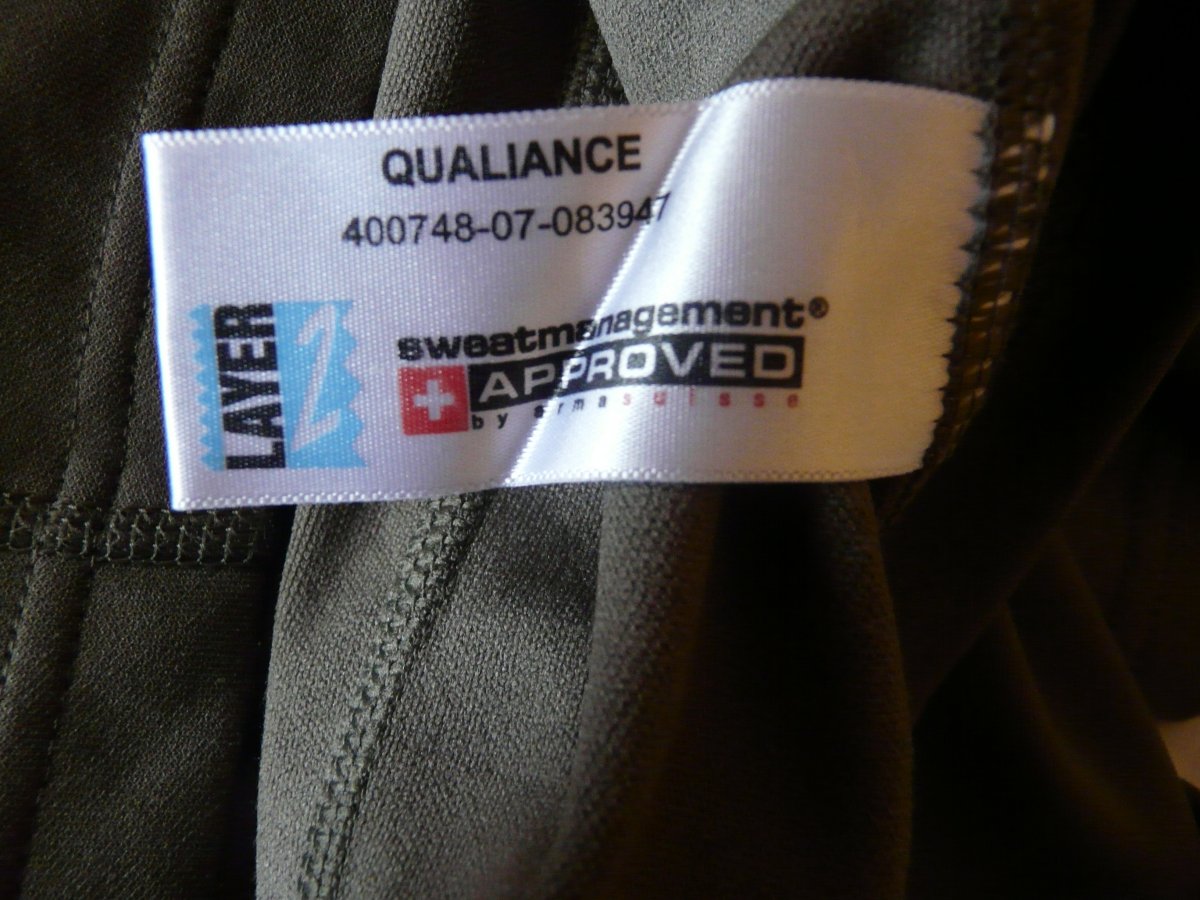 QUALIANCE
400748-07-083947
LAYER 2
sweatmanagement®
APPROVED
by armasuisse